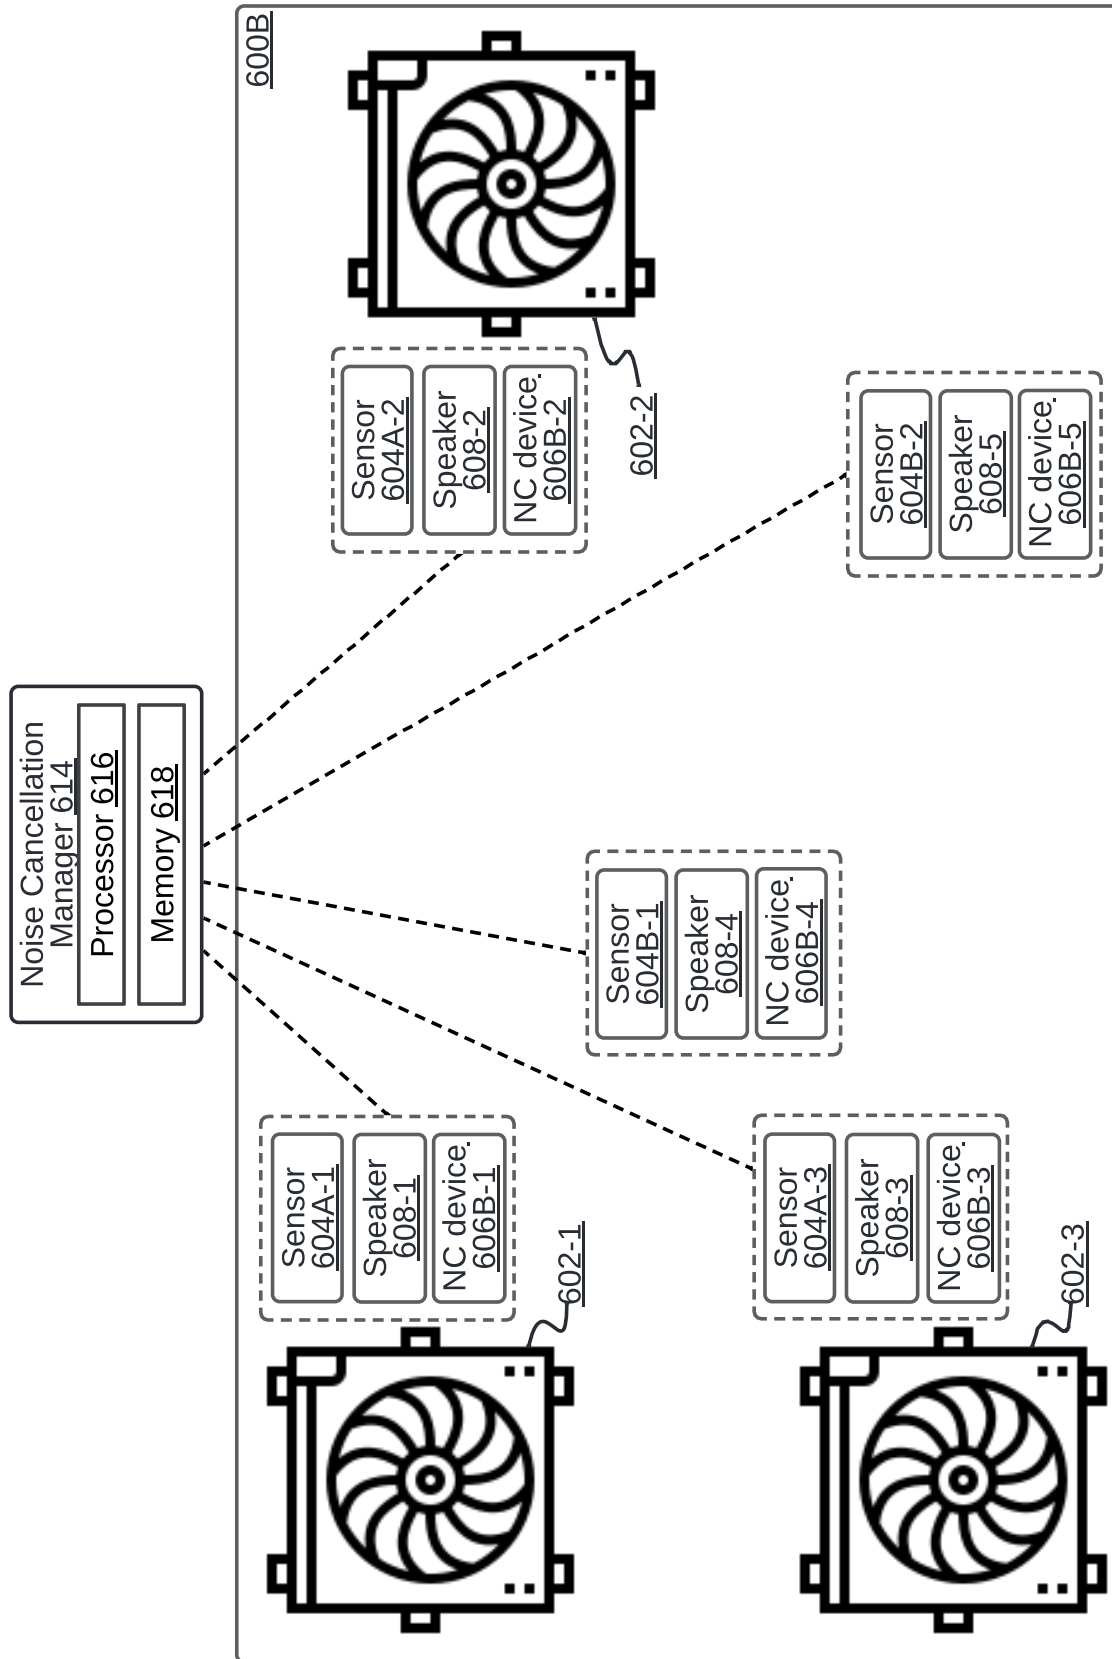 600B
Noise Cancellation
Manager 614
Processor 616
Memory 618
Sensor
604A-1
Speaker
608-1
NC device.
606B-1
602-1
Sensor
604A-2
Speaker
608-2
NC device.
606B-2
602-2
Sensor
604B-1
Speaker
608-4
NC device.
606B-4
Sensor
604A-3
Speaker
608-3
NC device.
606B-3
602-3
Sensor
604B-2
Speaker
608-5
NC device.
606B-5